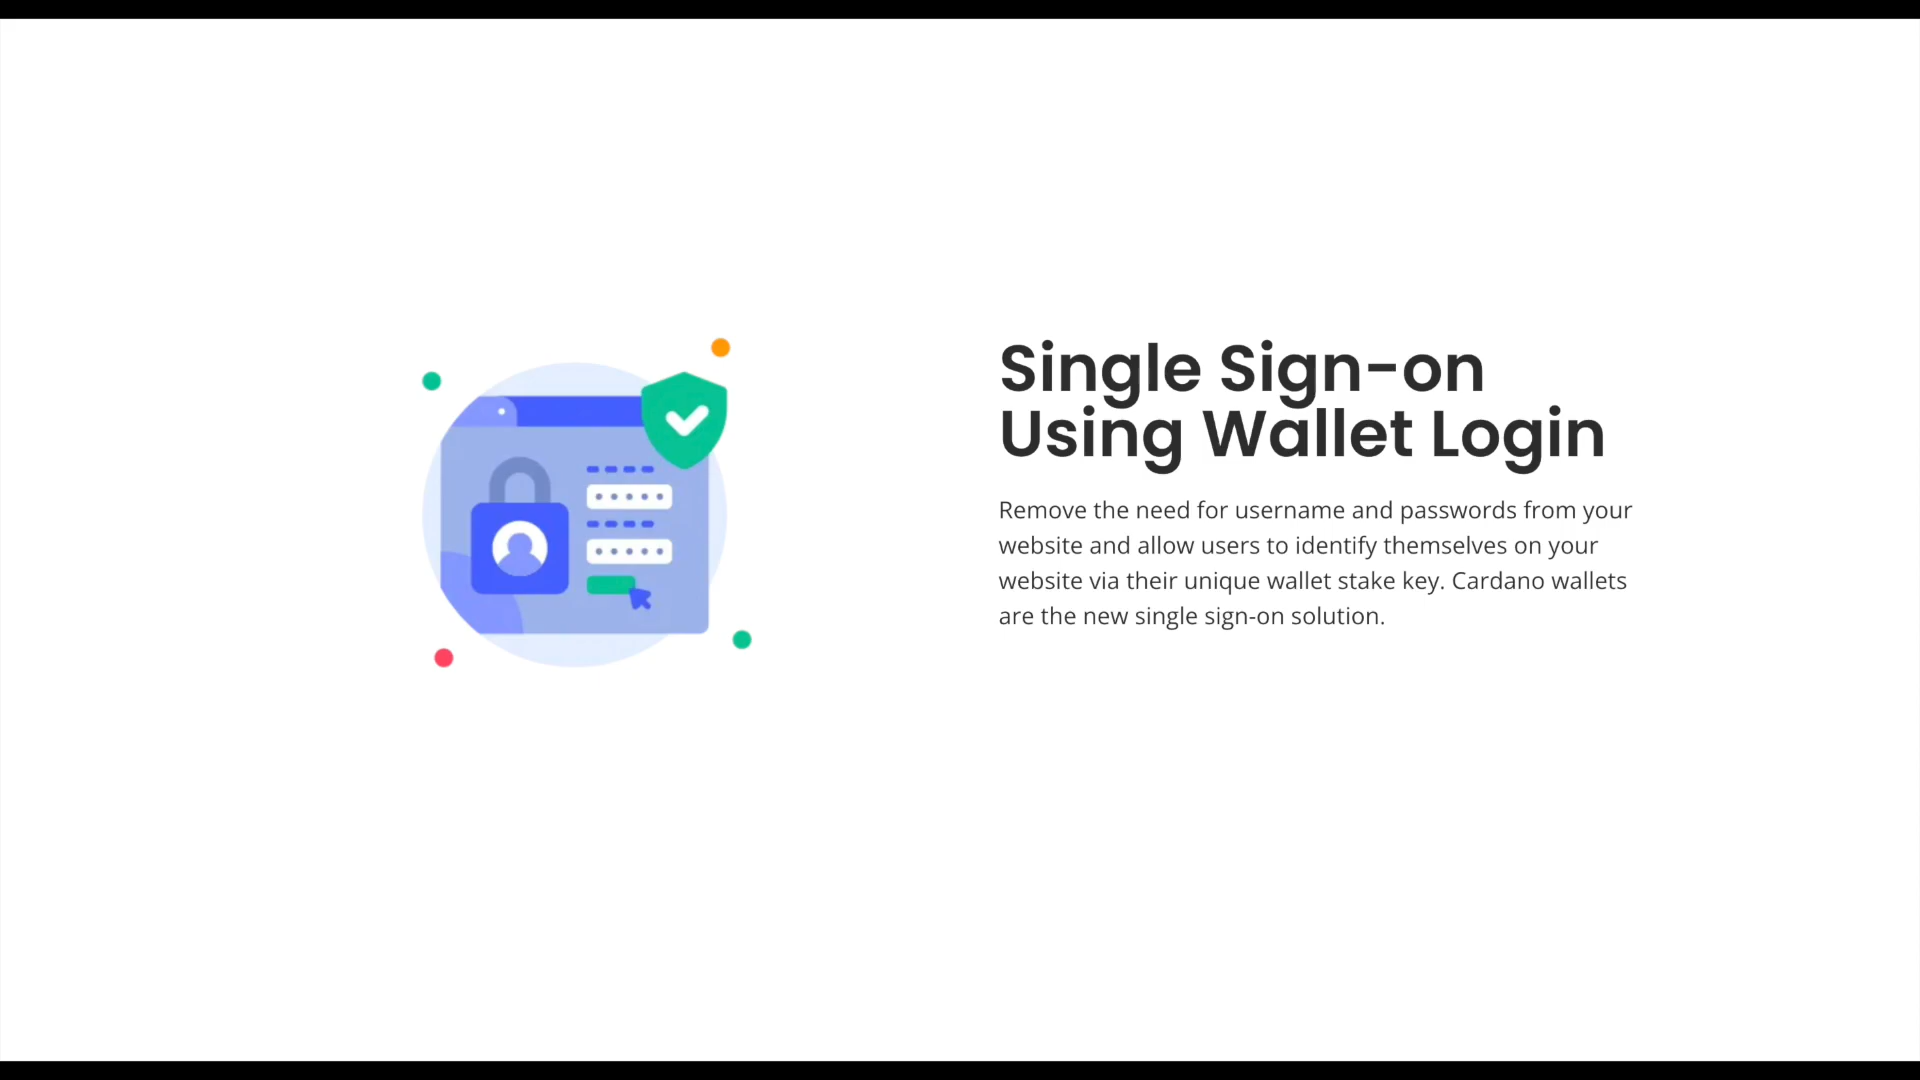 Single Sign-on
Using Wallet Login
Remove the need for username and passwords from your
website and allow users to identify themselves on your
website via their unique wallet stake key. Cardano wallets
are the new single sign-on solution.